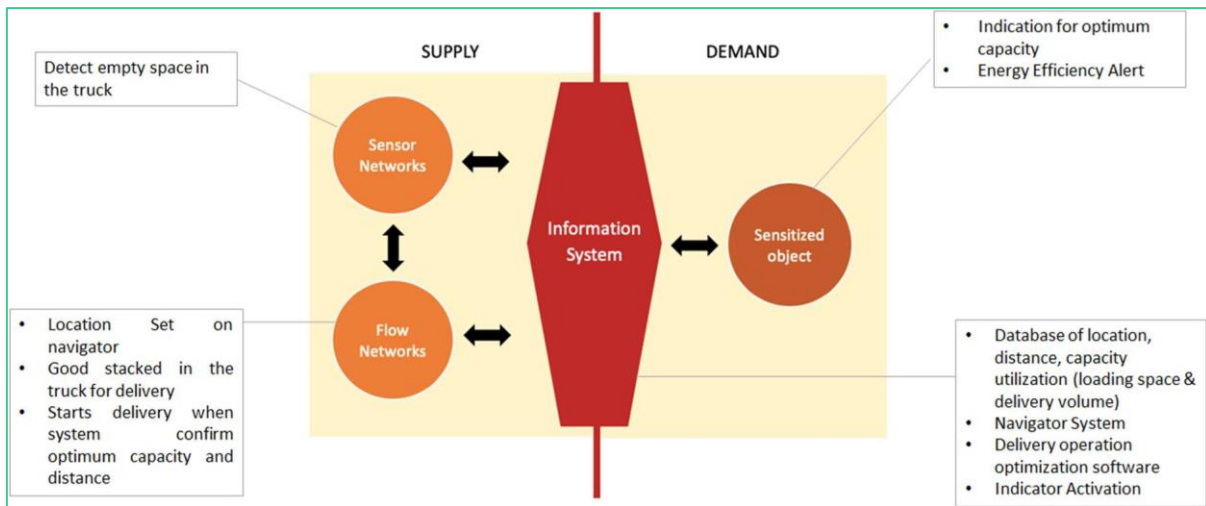 SUPPLY
DEMAND
Detect empty space in
the truck
• Indication for optimum
capacity
• Energy Efficiency Alert
Sensor
Networks
Information
System
Sensitized
object
Flow
Networks
• Location Set on
navigator
• Good stacked in the
truck for delivery
• Starts delivery when
system confirm
optimum capacity and
distance
• Database of location,
distance, capacity
utilization (loading space &
delivery volume)
• Navigator System
• Delivery operation
optimization software
• Indicator Activation